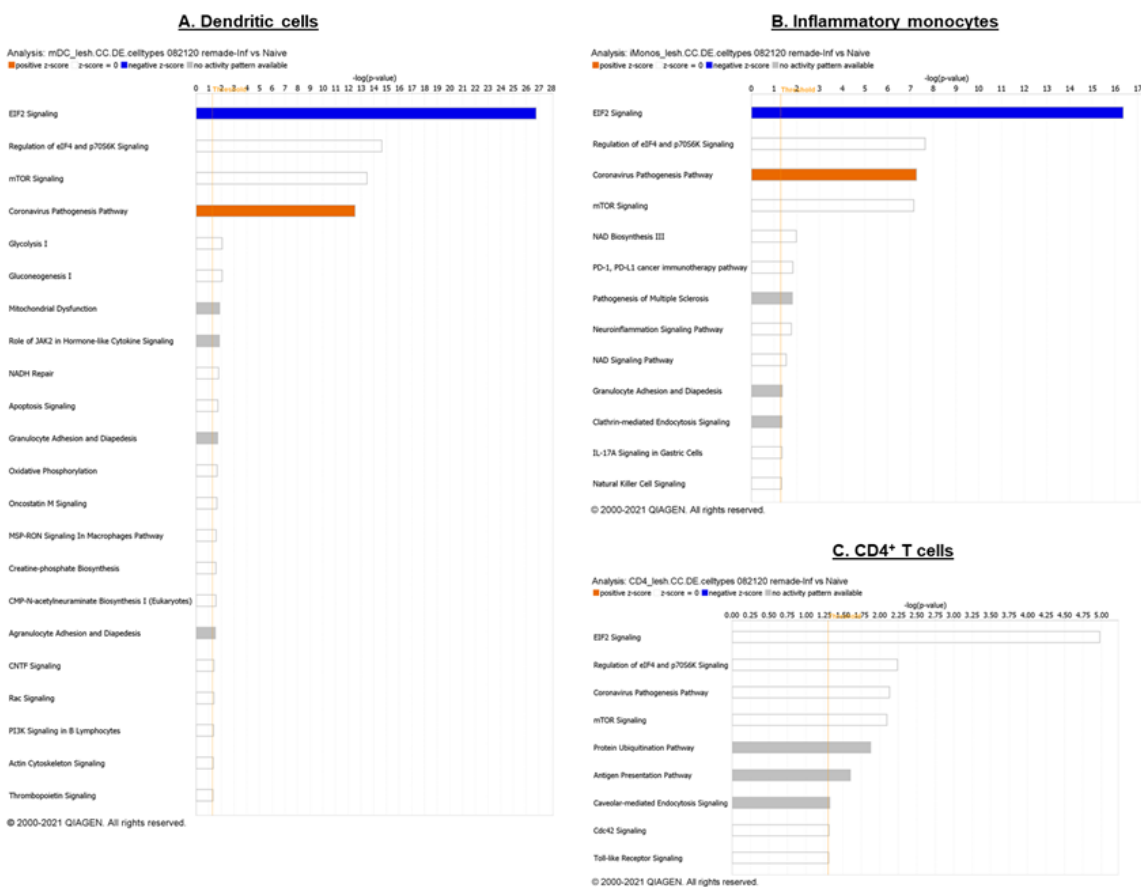 A. Dendritic cells
Analysis: mDC_lesh.CC.DE.celltypes 082120 remade-Inf vs Naive
positive z-score z-score = 0 negative z-score no activity pattern available
-log(p-value)
0 1 2 3 4 5 6 7 8 9 10 11 12 13 14 15 16 17 18 19 20 21 22 23 24 25 26 27 28
Threshold
EIF2 Signaling
Regulation of eIF4 and p70S6K Signaling
mTOR Signaling
Coronavirus Pathogenesis Pathway
Glycolysis I
Gluconeogenesis I
Mitochondrial Dysfunction
Role of JAK2 in Hormone-like Cytokine Signaling
NADH Repair
Apoptosis Signaling
Granulocyte Adhesion and Diapedesis
Oxidative Phosphorylation
Oncostatin M Signaling
MSP-RON Signaling In Macrophages Pathway
Creatine-phosphate Biosynthesis
CMP-N-acetylneuraminate Biosynthesis I (Eukaryotes)
Agranulocyte Adhesion and Diapedesis
CNTF Signaling
Rac Signaling
PI3K Signaling in B Lymphocytes
Actin Cytoskeleton Signaling
Thrombopoietin Signaling
© 2000-2021 QIAGEN. All rights reserved.
B. Inflammatory monocytes
Analysis: iMonos_lesh.CC.DE.celltypes 082120 remade-Inf vs Naive
positive z-score z-score = 0 negative z-score no activity pattern available
-log(p-value)
0 1 2 3 4 5 6 7 8 9 10 11 12 13 14 15 16 17
Threshold
EIF2 Signaling
Regulation of eIF4 and p70S6K Signaling
Coronavirus Pathogenesis Pathway
mTOR Signaling
NAD Biosynthesis III
PD-1, PD-L1 cancer immunotherapy pathway
Pathogenesis of Multiple Sclerosis
Neuroinflammation Signaling Pathway
NAD Signaling Pathway
Granulocyte Adhesion and Diapedesis
Clathrin-mediated Endocytosis Signaling
IL-17A Signaling in Gastric Cells
Natural Killer Cell Signaling
© 2000-2021 QIAGEN. All rights reserved.
C. CD4+ T cells
Analysis: CD4_lesh.CC.DE.celltypes 082120 remade-Inf vs Naive
positive z-score z-score = 0 negative z-score no activity pattern available
-log(p-value)
0.00 0.25 0.50 0.75 1.00 1.25 1.50 1.75 2.00 2.25 2.50 2.75 3.00 3.25 3.50 3.75 4.00 4.25 4.50 4.75 5.00
EIF2 Signaling
Regulation of eIF4 and p70S6K Signaling
Coronavirus Pathogenesis Pathway
mTOR Signaling
Protein Ubiquitination Pathway
Antigen Presentation Pathway
Caveolar-mediated Endocytosis Signaling
Cdc42 Signaling
Toll-like Receptor Signaling
© 2000-2021 QIAGEN. All rights reserved.